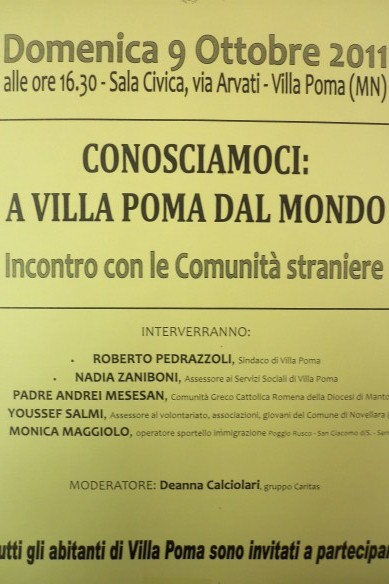 Domenica 9 Ottobre 2011
alle ore 16.30 - Sala Civica, via Arvati - Villa Poma (MN)
CONOSCIAMOCI:
A VILLA POMA DAL MONDO
Incontro con le Comunità straniere
INTERVERRANNO:
• ROBERTO PEDRAZZOLI, Sindaco di Villa Poma
• NADIA ZANIBONI, Assessore ai Servizi Sociali di Villa Poma
PADRE ANDREI MESESAN, Comunità Greco Cattolica Romena della Diocesi di Manto
YOUSSEF SALMI, Assessore al volontariato, associazioni, giovani del Comune di Novellara (
MONICA MAGGIOLO, operatore sportello immigrazione Poggio Rusco - San Giacomo d/S. - Serm
MODERATORE: Deanna Calciolari, gruppo Caritas
utti gli abitanti di Villa Poma sono invitati a partecipar